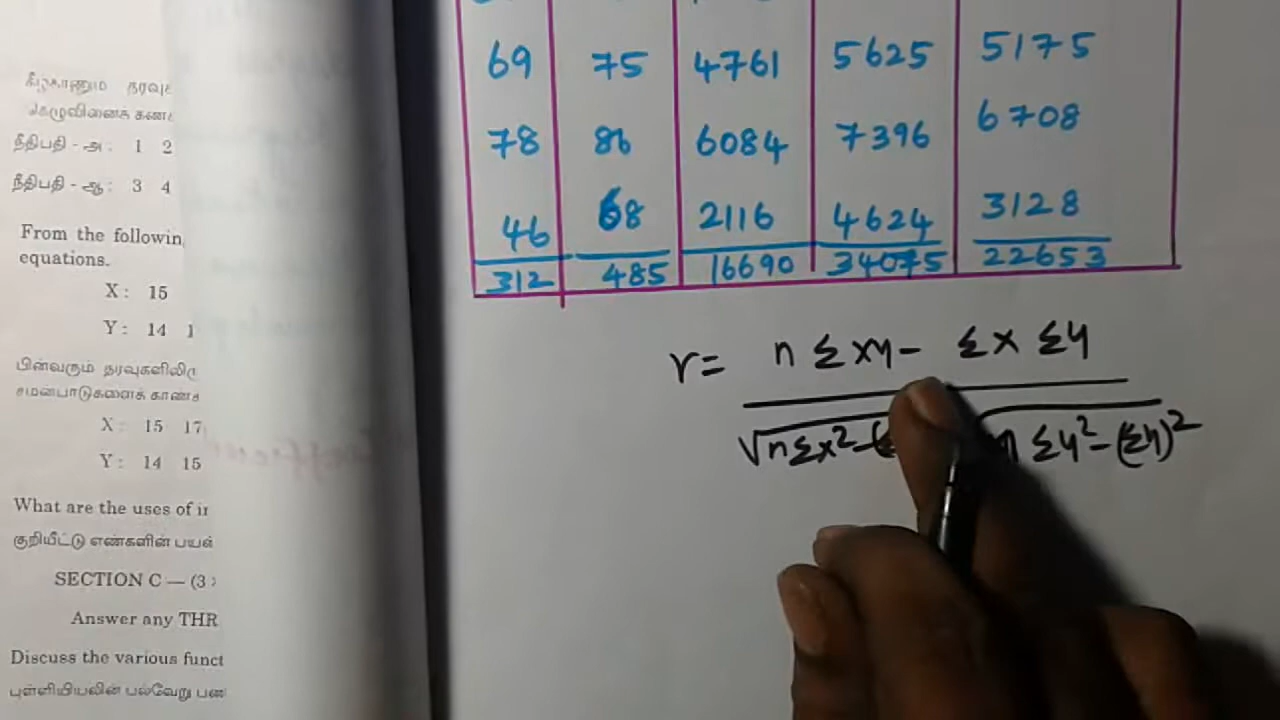 1 2
நீதிபதி - அ :
நீதிபதி - ஆ : 3 4
From the followin
equations.
X : 15
Y : 14 1
X : 15 17
Y : 14 15
What are the uses of in
குறியீட்டு எண்களின் பயன்
SECTION C — (3
Answer any THR
Discuss the various funct
புள்ளியியலின் பல்வேறு பண
69 75 4761 5625 5175
78 86 6084 7396 6708
46 68 2116 4624 3128
312 485 16690 34075 22653
r = n Σxy - Σx Σy
√nΣx² - n Σy² - (Σy)²